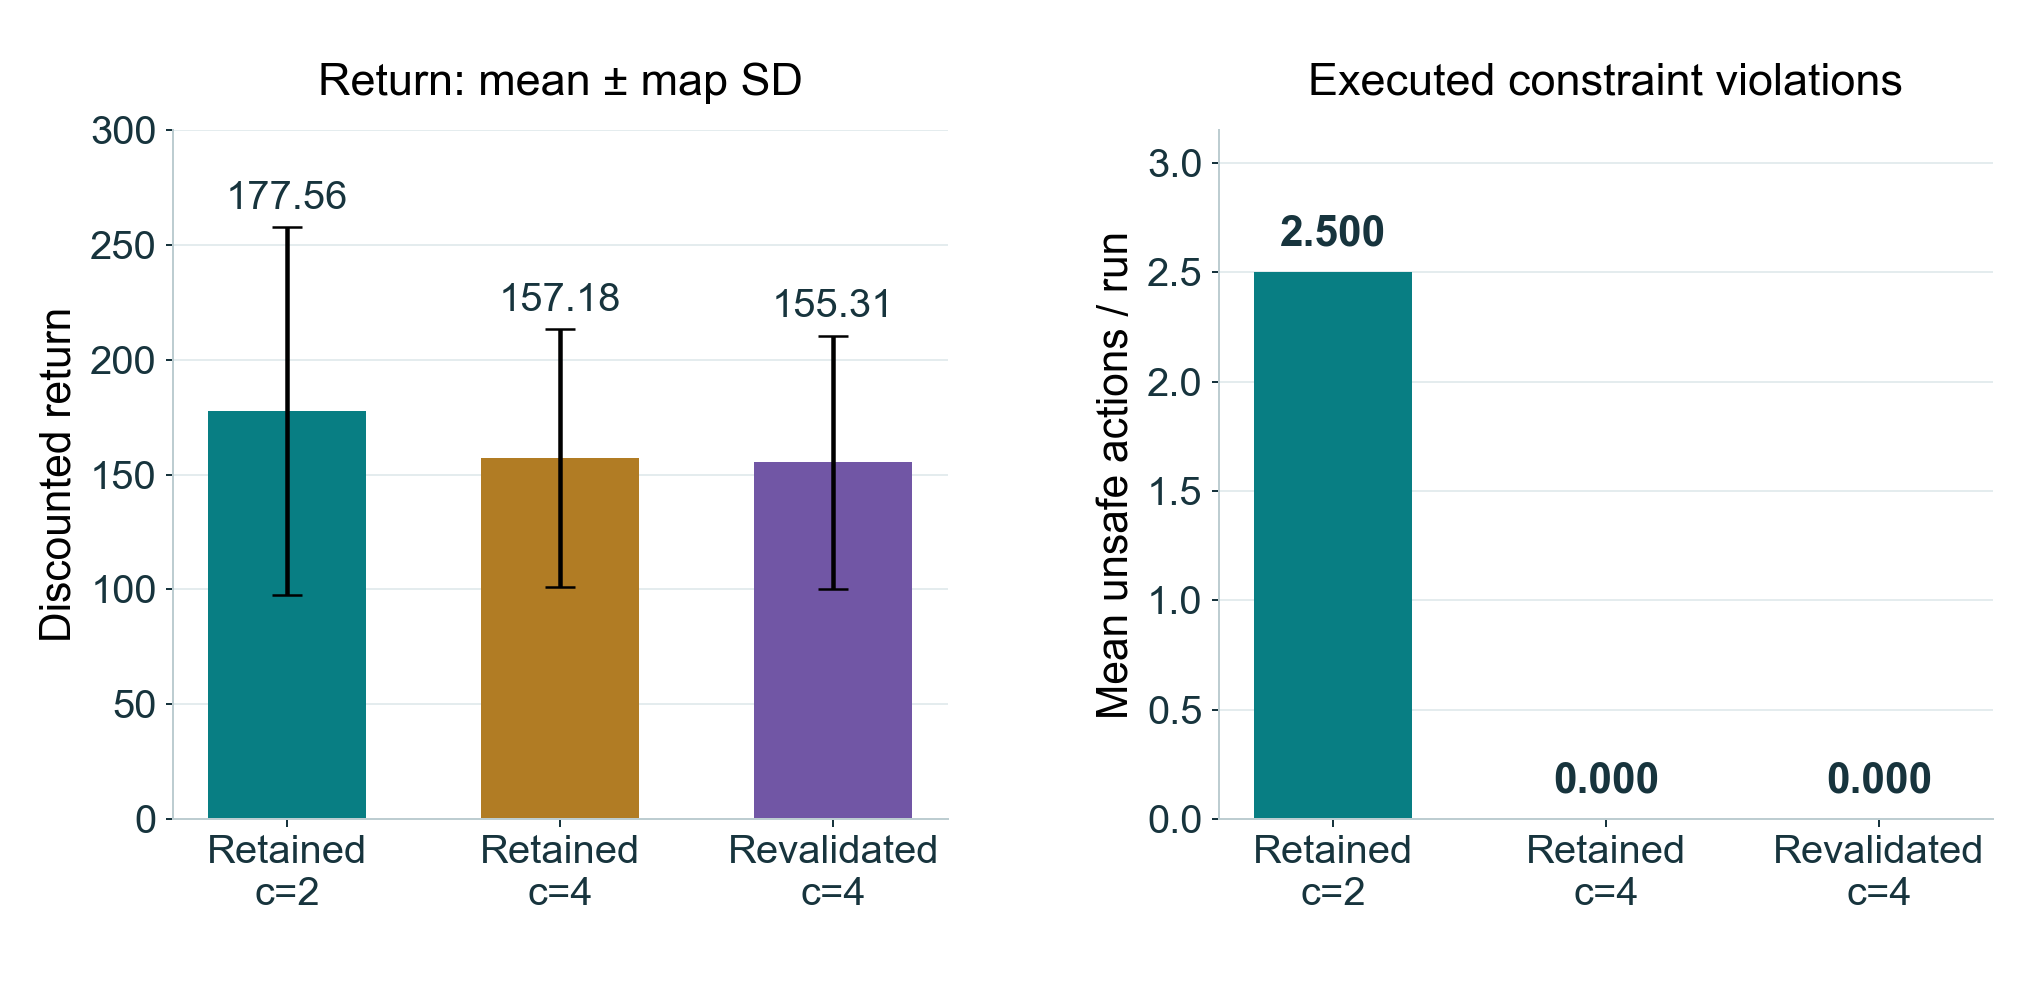 Return: mean ± map SD
300
250
200
150
100
50
0
Discounted return
177.56
157.18
155.31
Retained
c=2
Retained
c=4
Revalidated
c=4
Executed constraint violations
3.0
2.5
2.0
1.5
1.0
0.5
0.0
Mean unsafe actions / run
2.500
0.000
0.000
Retained
c=2
Retained
c=4
Revalidated
c=4